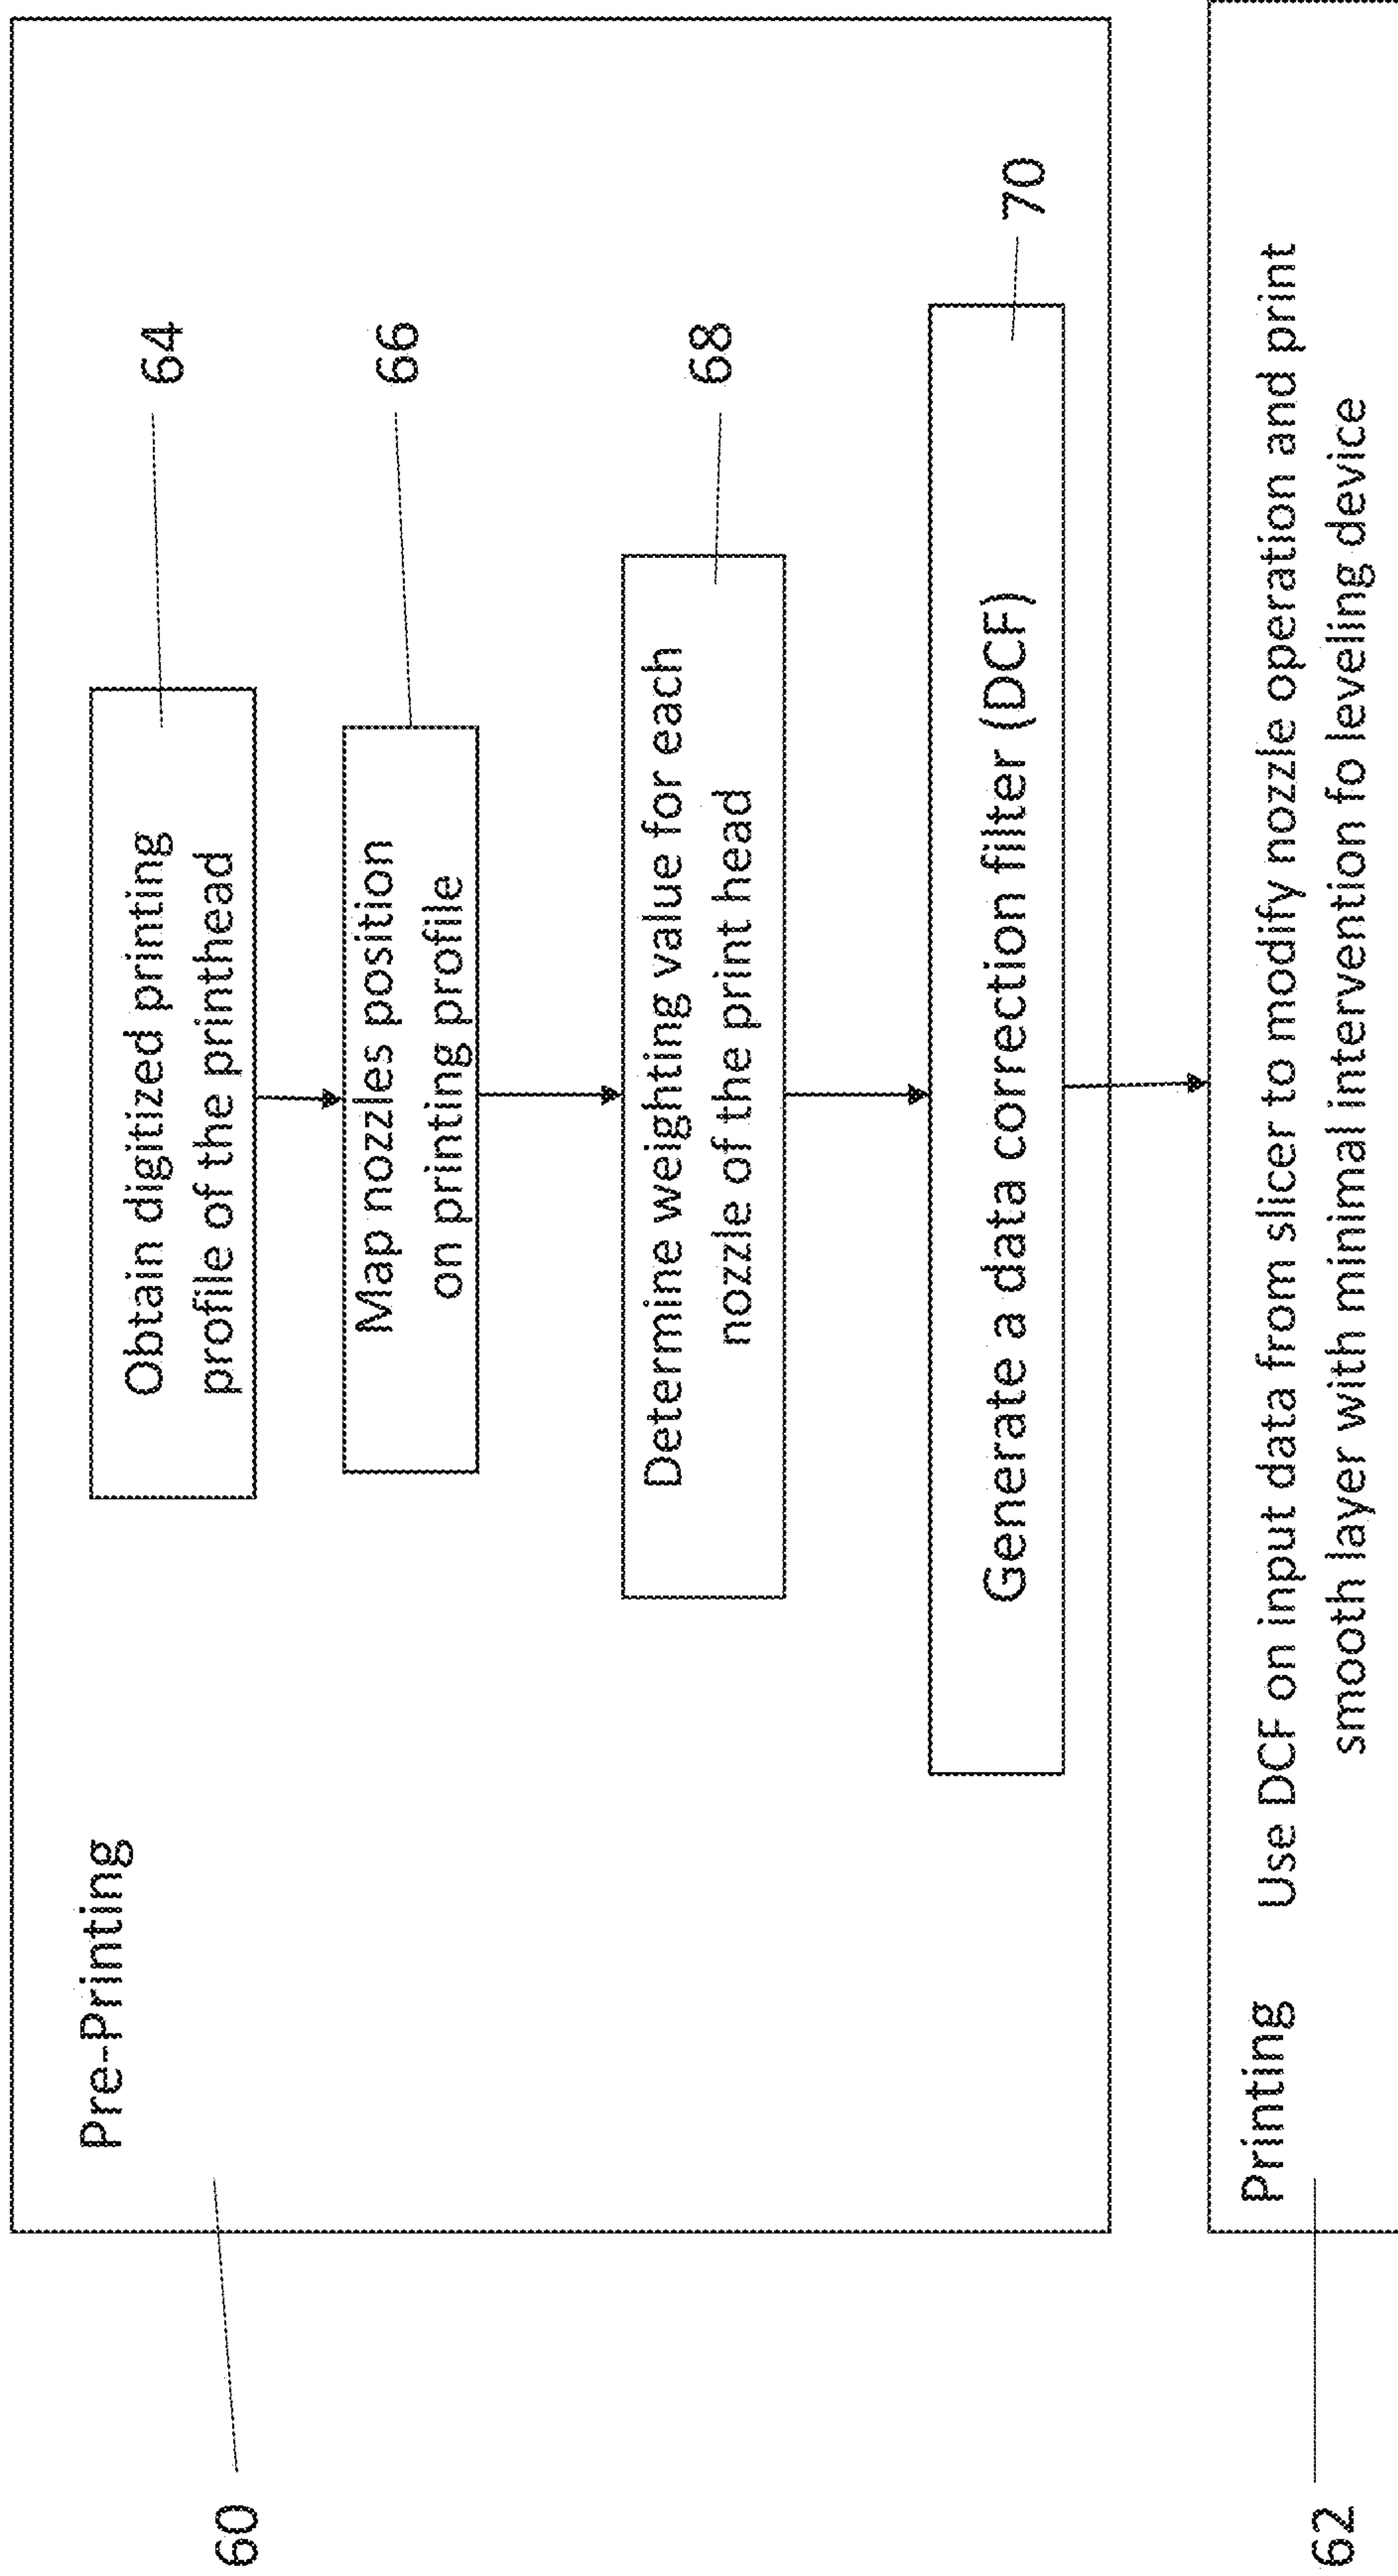 Pre-Printing
60
Obtain digitized printing
profile of the printhead
64
Map nozzles position
on printing profile
66
Determine weighting value for each
nozzle of the print head
68
Generate a data correction filter (DCF)
70
Printing
Use DCF on input data from slicer to modify nozzle operation and print
smooth layer with minimal intervention fo leveling device
62